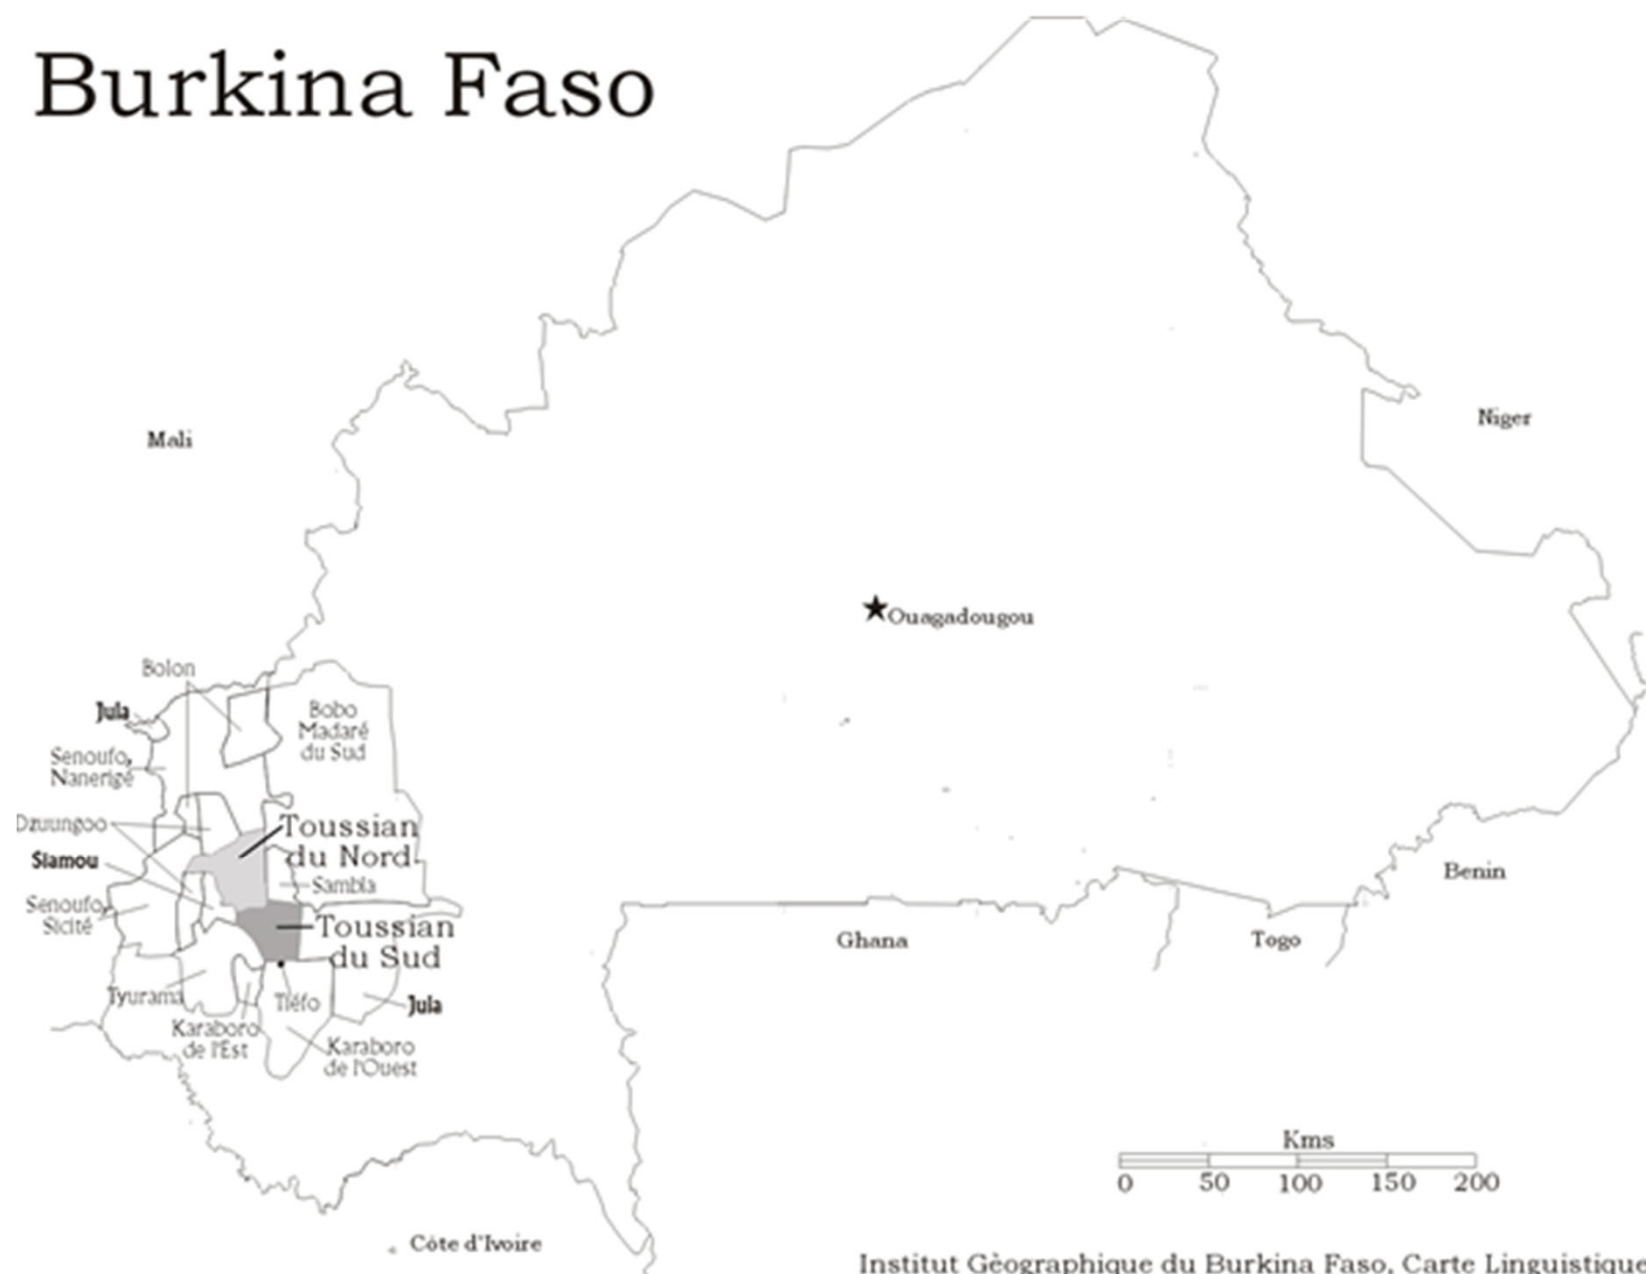 Burkina Faso
Mali
Niger
Ouagadougou
Bolon
Jula
Bobo
Madaré
du Sud
Senoufo,
Nanerigé
Dzuungoo
Toussian
du Nord
Siamou
Sambla
Senoufo,
Sicité
Toussian
du Sud
Benin
Ghana
Togo
Tyurama
Tiéfo
Jula
Karaboro
de l'Est
Karaboro
de l'Ouest
Kms
0 50 100 150 200
Côte d'Ivoire
Institut Gèographique du Burkina Faso, Carte Linguistique